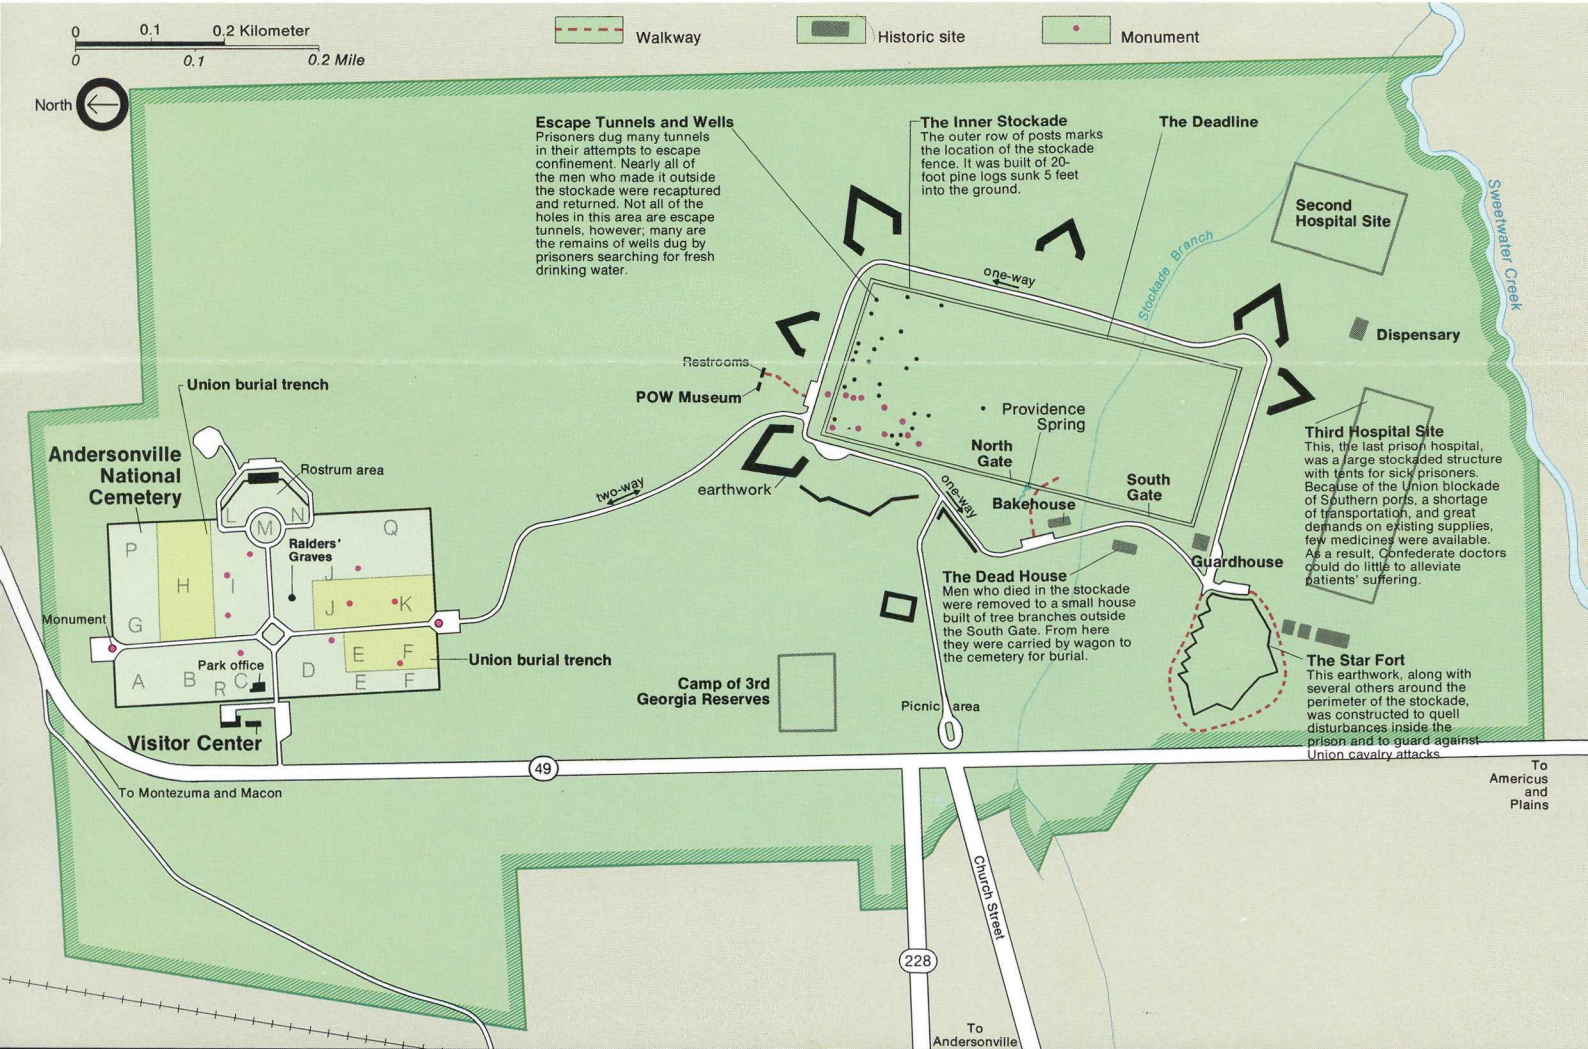 0 0.1 0.2 Kilometer
0 0.1 0.2 Mile
Walkway
Historic site
Monument
North
Escape Tunnels and Wells
Prisoners dug many tunnels
in their attempts to escape
confinement. Nearly all of
the men who made it outside
the stockade were recaptured
and returned. Not all of the
holes in this area are escape
tunnels, however; many are
the remains of wells dug by
prisoners searching for fresh
drinking water.
The Inner Stockade
The outer row of posts marks
the location of the stockade
fence. It was built of 20-
foot pine logs sunk 5 feet
into the ground.
The Deadline
Second
Hospital Site
Sweetwater Creek
Stockade Branch
one-way
Dispensary
Restrooms
POW Museum
Union burial trench
Providence
Spring
North
Gate
South
Gate
Bakehouse
Third Hospital Site
This, the last prison hospital,
was a large stockaded structure
with tents for sick prisoners.
Because of the Union blockade
of Southern ports, a shortage
of transportation, and great
demands on existing supplies,
few medicines were available.
As a result, Confederate doctors
could do little to alleviate
patients' suffering.
Andersonville
National
Cemetery
Rostrum area
two-way
earthwork
one-way
L
N
M
Q
P
Raiders'
Graves
H
I
J
J
K
G
Monument
Guardhouse
The Dead House
Men who died in the stockade
were removed to a small house
built of tree branches outside
the South Gate. From here
they were carried by wagon to
the cemetery for burial.
E
F
Union burial trench
Park office
D
A
B
R
C
E
F
Camp of 3rd
Georgia Reserves
Picnic area
The Star Fort
This earthwork, along with
several others around the
perimeter of the stockade,
was constructed to quell
disturbances inside the
prison and to guard against
Union cavalry attacks.
Visitor Center
49
To Montezuma and Macon
To
Americus
and
Plains
Church Street
228
To
Andersonville